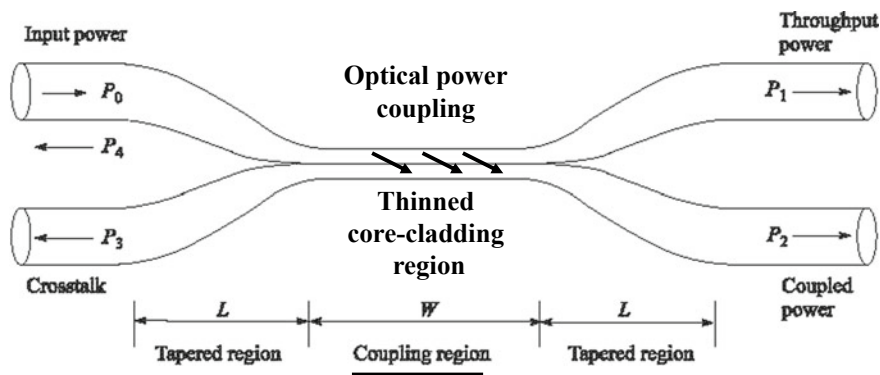 Input power
Throughput
power
Optical power
coupling
P₀
P₁
P₄
Thinned
core-cladding
region
P₃
P₂
Crosstalk
Coupled
power
L
W
L
Tapered region
Coupling region
Tapered region